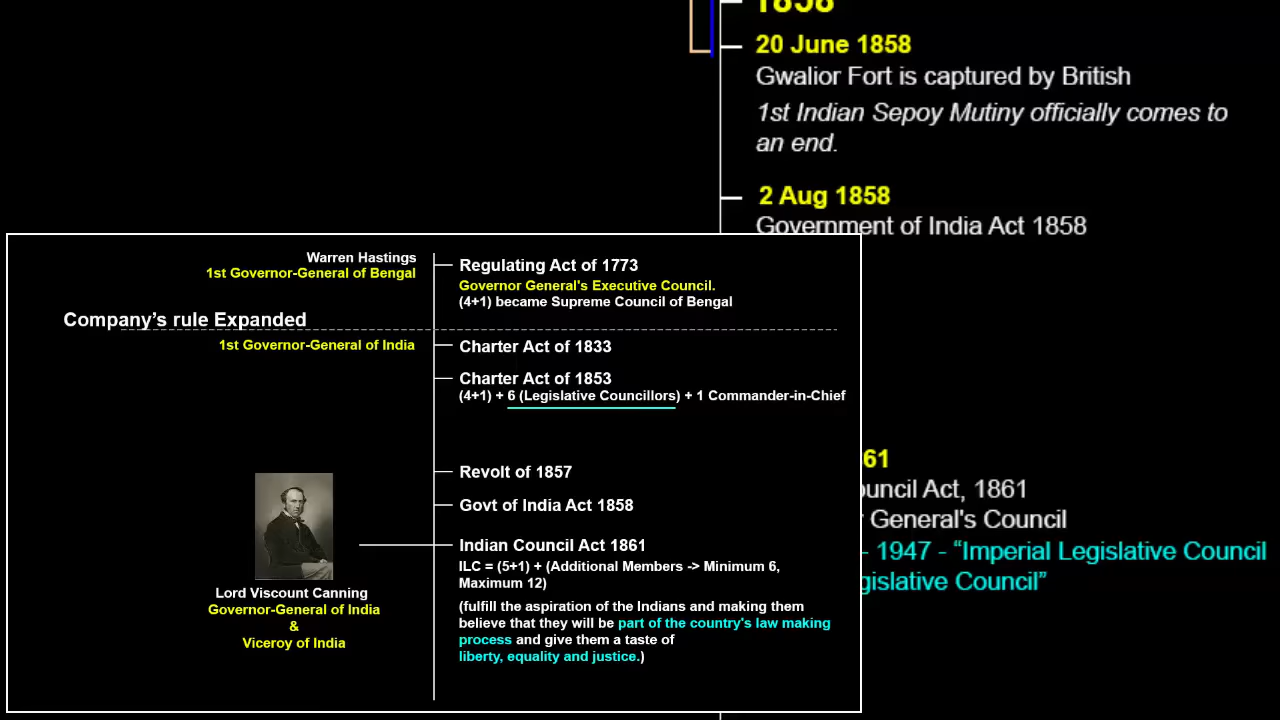 1858
20 June 1858
Gwalior Fort is captured by British
1st Indian Sepoy Mutiny officially comes to
an end.
2 Aug 1858
Government of India Act 1858
Warren Hastings
1st Governor-General of Bengal
Regulating Act of 1773
Governor General's Executive Council.
(4+1) became Supreme Council of Bengal
Company's rule Expanded
1st Governor-General of India
Charter Act of 1833
Charter Act of 1853
(4+1) + 6 (Legislative Councillors) + 1 Commander-in-Chief
Revolt of 1857
Govt of India Act 1858
Indian Council Act 1861
ILC = (5+1) + (Additional Members -> Minimum 6,
Maximum 12)
(fulfill the aspiration of the Indians and making them
believe that they will be part of the country's law making
process and give them a taste of
liberty, equality and justice.)
Lord Viscount Canning
Governor-General of India
&
Viceroy of India
61
Act, 1861
General's Council
- 1947 - “Imperial Legislative Council
Council”